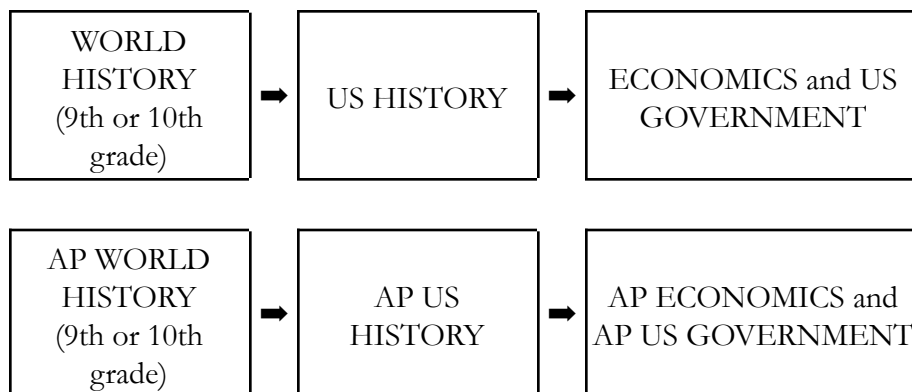 WORLD
HISTORY
(9th or 10th
grade)
US HISTORY
ECONOMICS and US
GOVERNMENT
AP WORLD
HISTORY
(9th or 10th
grade)
AP US
HISTORY
AP ECONOMICS and
AP US GOVERNMENT